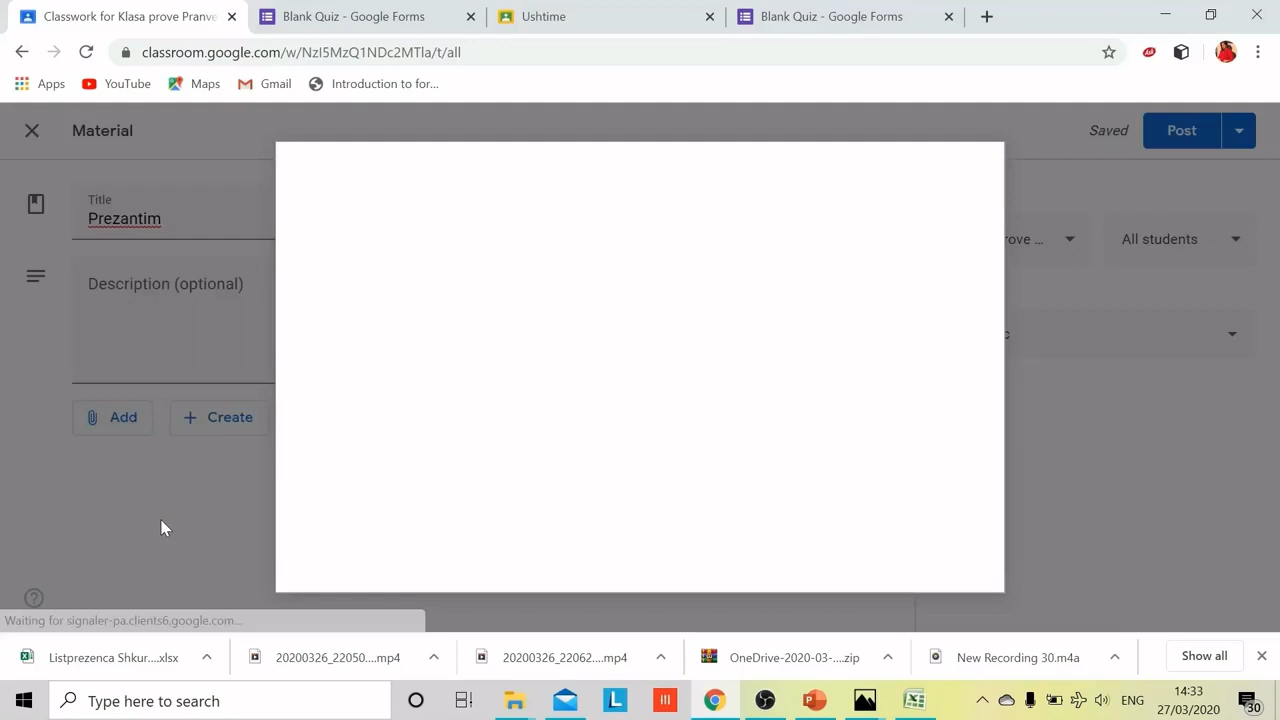 Classwork for Klasa prove Pranve
Blank Quiz - Google Forms
Ushtime
Blank Quiz - Google Forms
classroom.google.com/w/NzI5MzQ1NDc2MTla/t/all
Apps
YouTube
Maps
Gmail
Introduction to for...
Material
Saved
Post
Title
Prezantim
rove ...
All students
Description (optional)
c
Add
Create
Waiting for signaler-pa.clients6.google.com...
Listprezenca Shkur....xlsx
20200326_22050....mp4
20200326_22062....mp4
OneDrive-2020-03-....zip
New Recording 30.m4a
Show all
Type here to search
ENG
14:33
27/03/2020
30